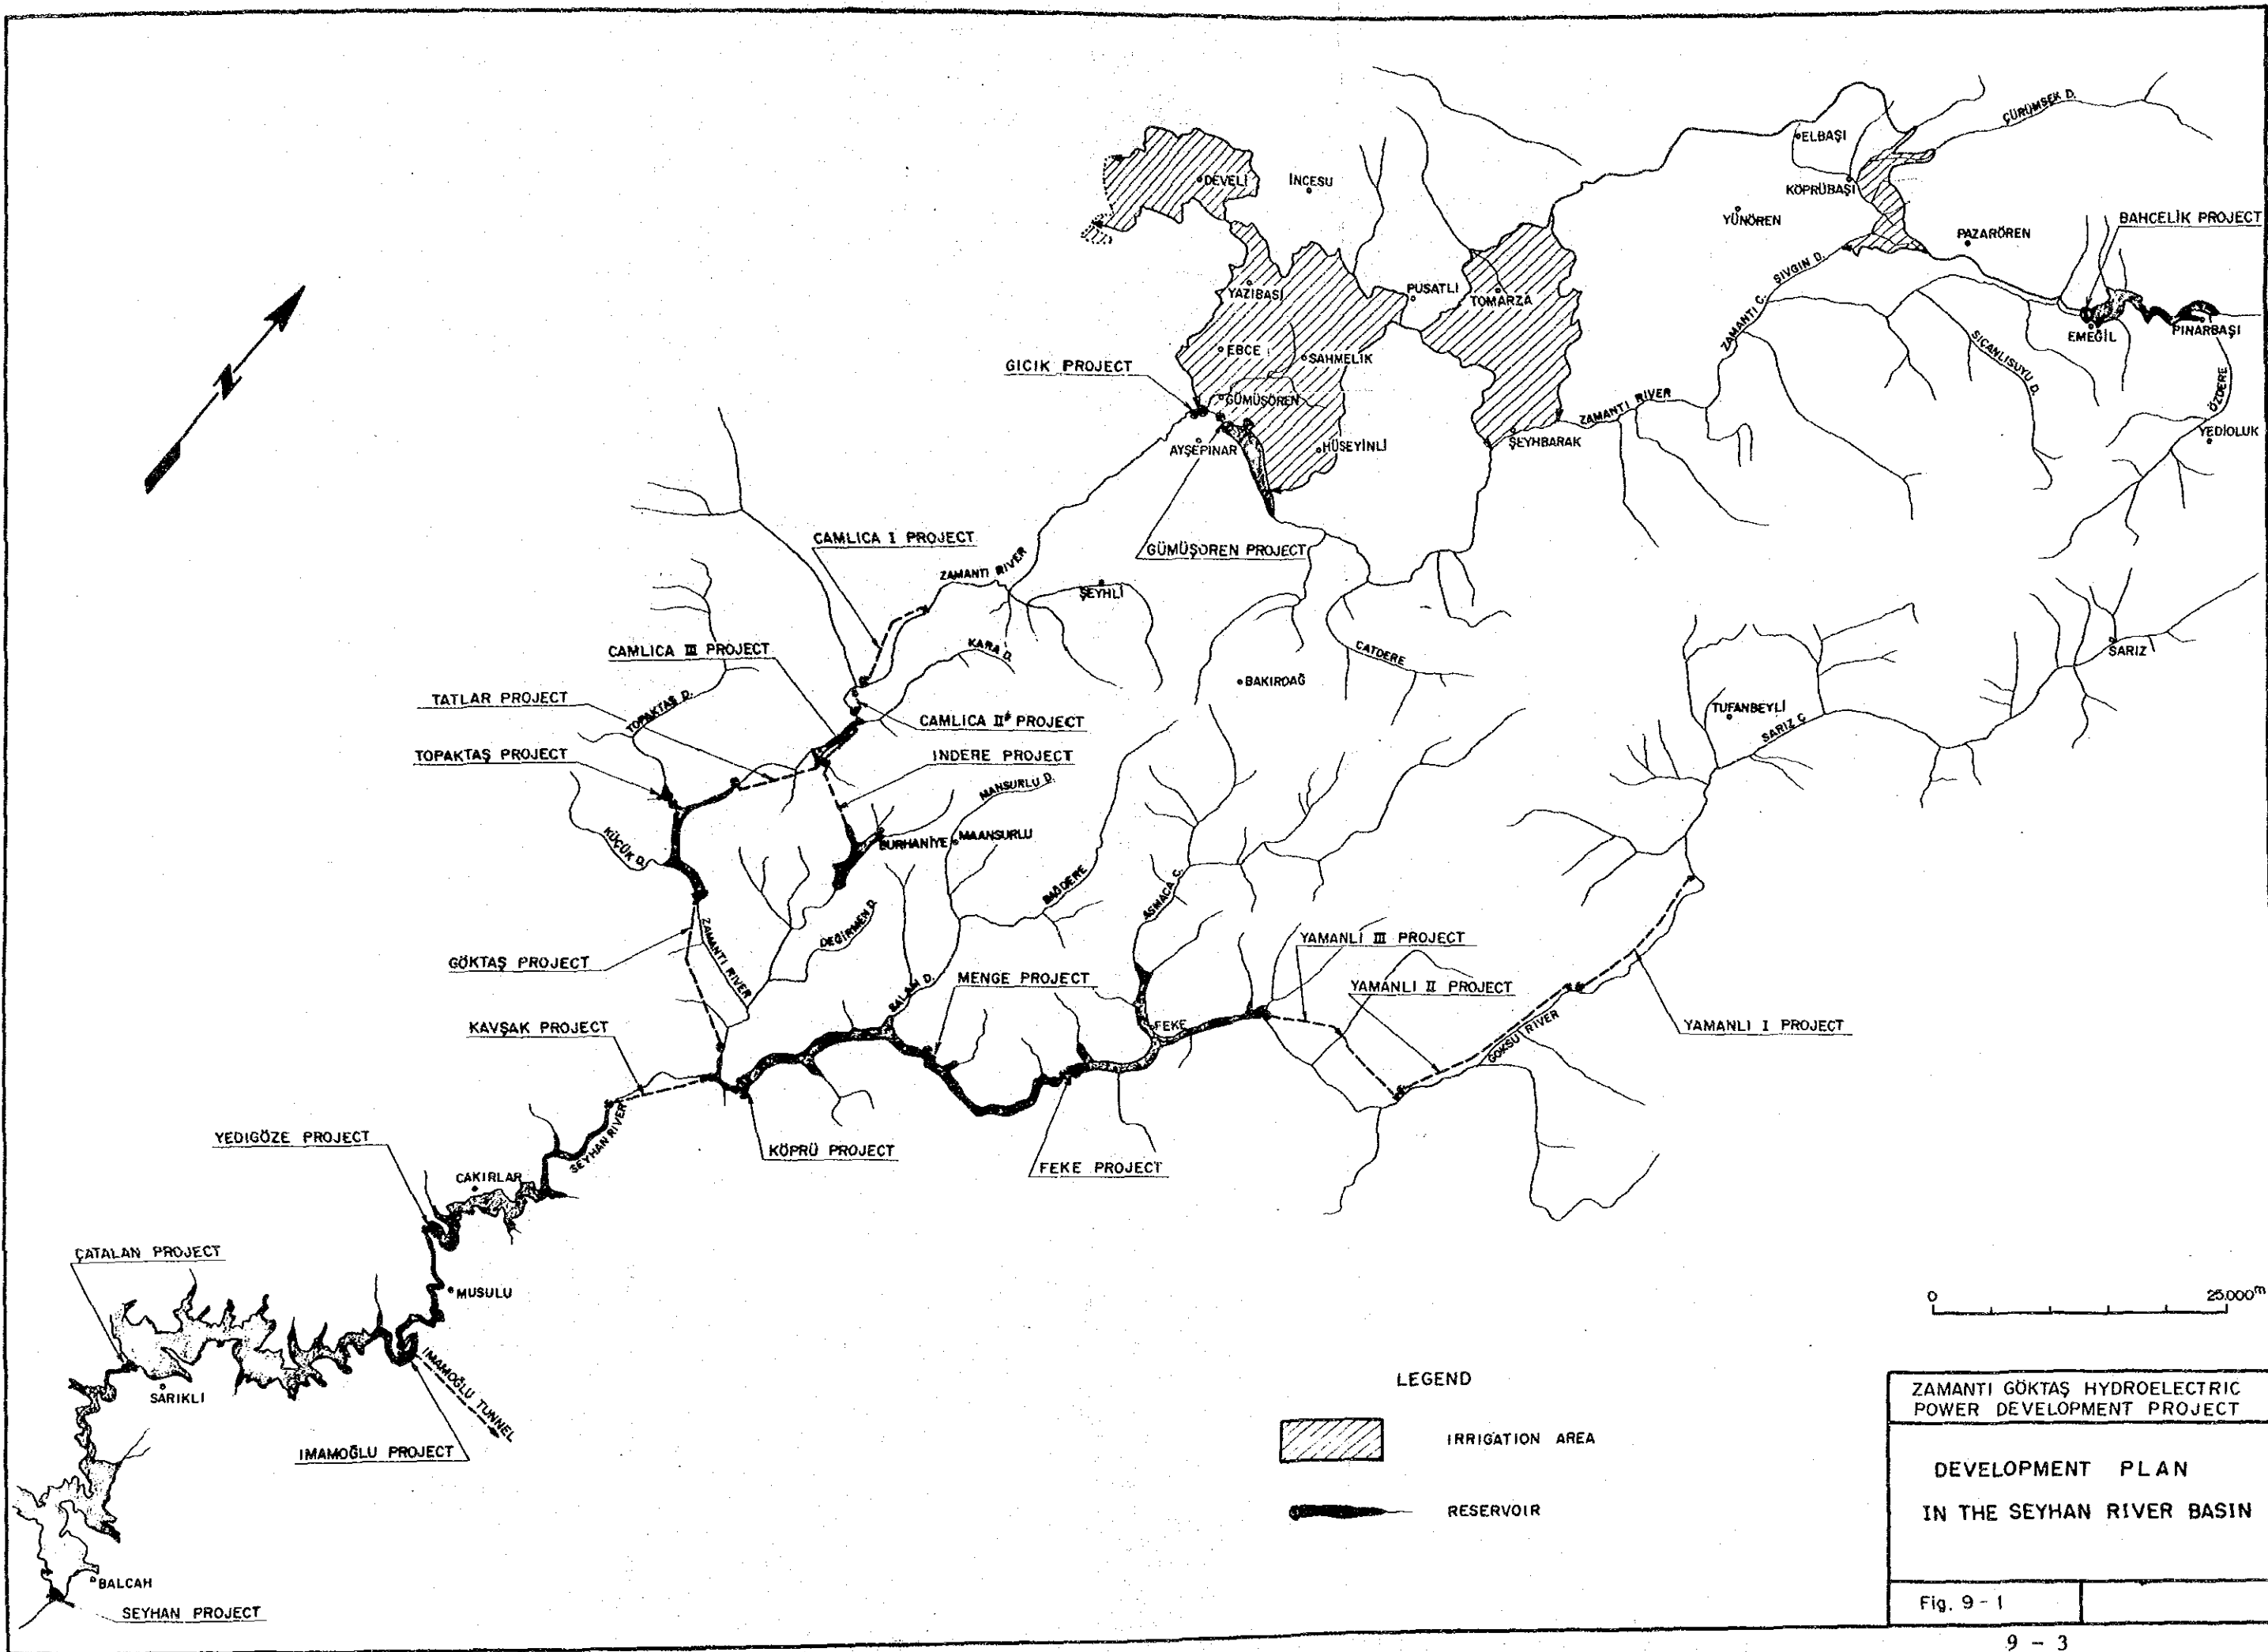 ÇÜRÜMSEK D.
ELBAŞI
DEVELİ
İNCESU
KÖPRÜBAŞI
YÜNÖREN
BAHCELİK PROJECT
PAZARÖREN
ŞIVGIN D.
YAZIBAŞI
PUSATLI
TOMARZA
ZAMANTI Ç.
EMEĞİL
PINARBAŞI
SIÇANLISUYU D.
EBCE
SAHMELİK
GICIK PROJECT
GÜMÜŞÖREN
ZAMANTI RIVER
ÖZDERE
YEDİOLUK
ŞEYHBARAK
AYŞEPINAR
HÜSEYİNLİ
CAMLICA I PROJECT
GÜMÜŞÖREN PROJECT
ZAMANTI RIVER
ŞEYHLİ
KARA D.
CAMLICA III PROJECT
CATDERE
SARIZ
BAKIRDAĞ
TATLAR PROJECT
TOPAKTAŞ D.
CAMLICA II PROJECT
TUFANBEYLİ
SARIZ Ç.
TOPAKTAŞ PROJECT
INDERE PROJECT
MANSURLU D.
KÜÇÜK D.
BURHANİYE
MAANSURLU
BAĞDERE
ASMACA C.
DEĞİRMEN D.
ZAMANTI RIVER
GÖKTAŞ PROJECT
YAMANLI III PROJECT
MENGE PROJECT
YAMANLI II PROJECT
SALAM D.
KAVŞAK PROJECT
FEKE
YAMANLI I PROJECT
GÖKSU RIVER
YEDIGÖZE PROJECT
SEYHAN RIVER
KÖPRÜ PROJECT
FEKE PROJECT
CAKIRLAR
ÇATALAN PROJECT
MUSULU
0 25.000m
SARIKLI
IMAMOĞLU TUNNEL
IMAMOĞLU PROJECT
BALCAH
SEYHAN PROJECT
LEGEND
IRRIGATION AREA
RESERVOIR
ZAMANTI GÖKTAŞ HYDROELECTRIC
POWER DEVELOPMENT PROJECT
DEVELOPMENT PLAN
IN THE SEYHAN RIVER BASIN
Fig. 9 - 1
9 - 3